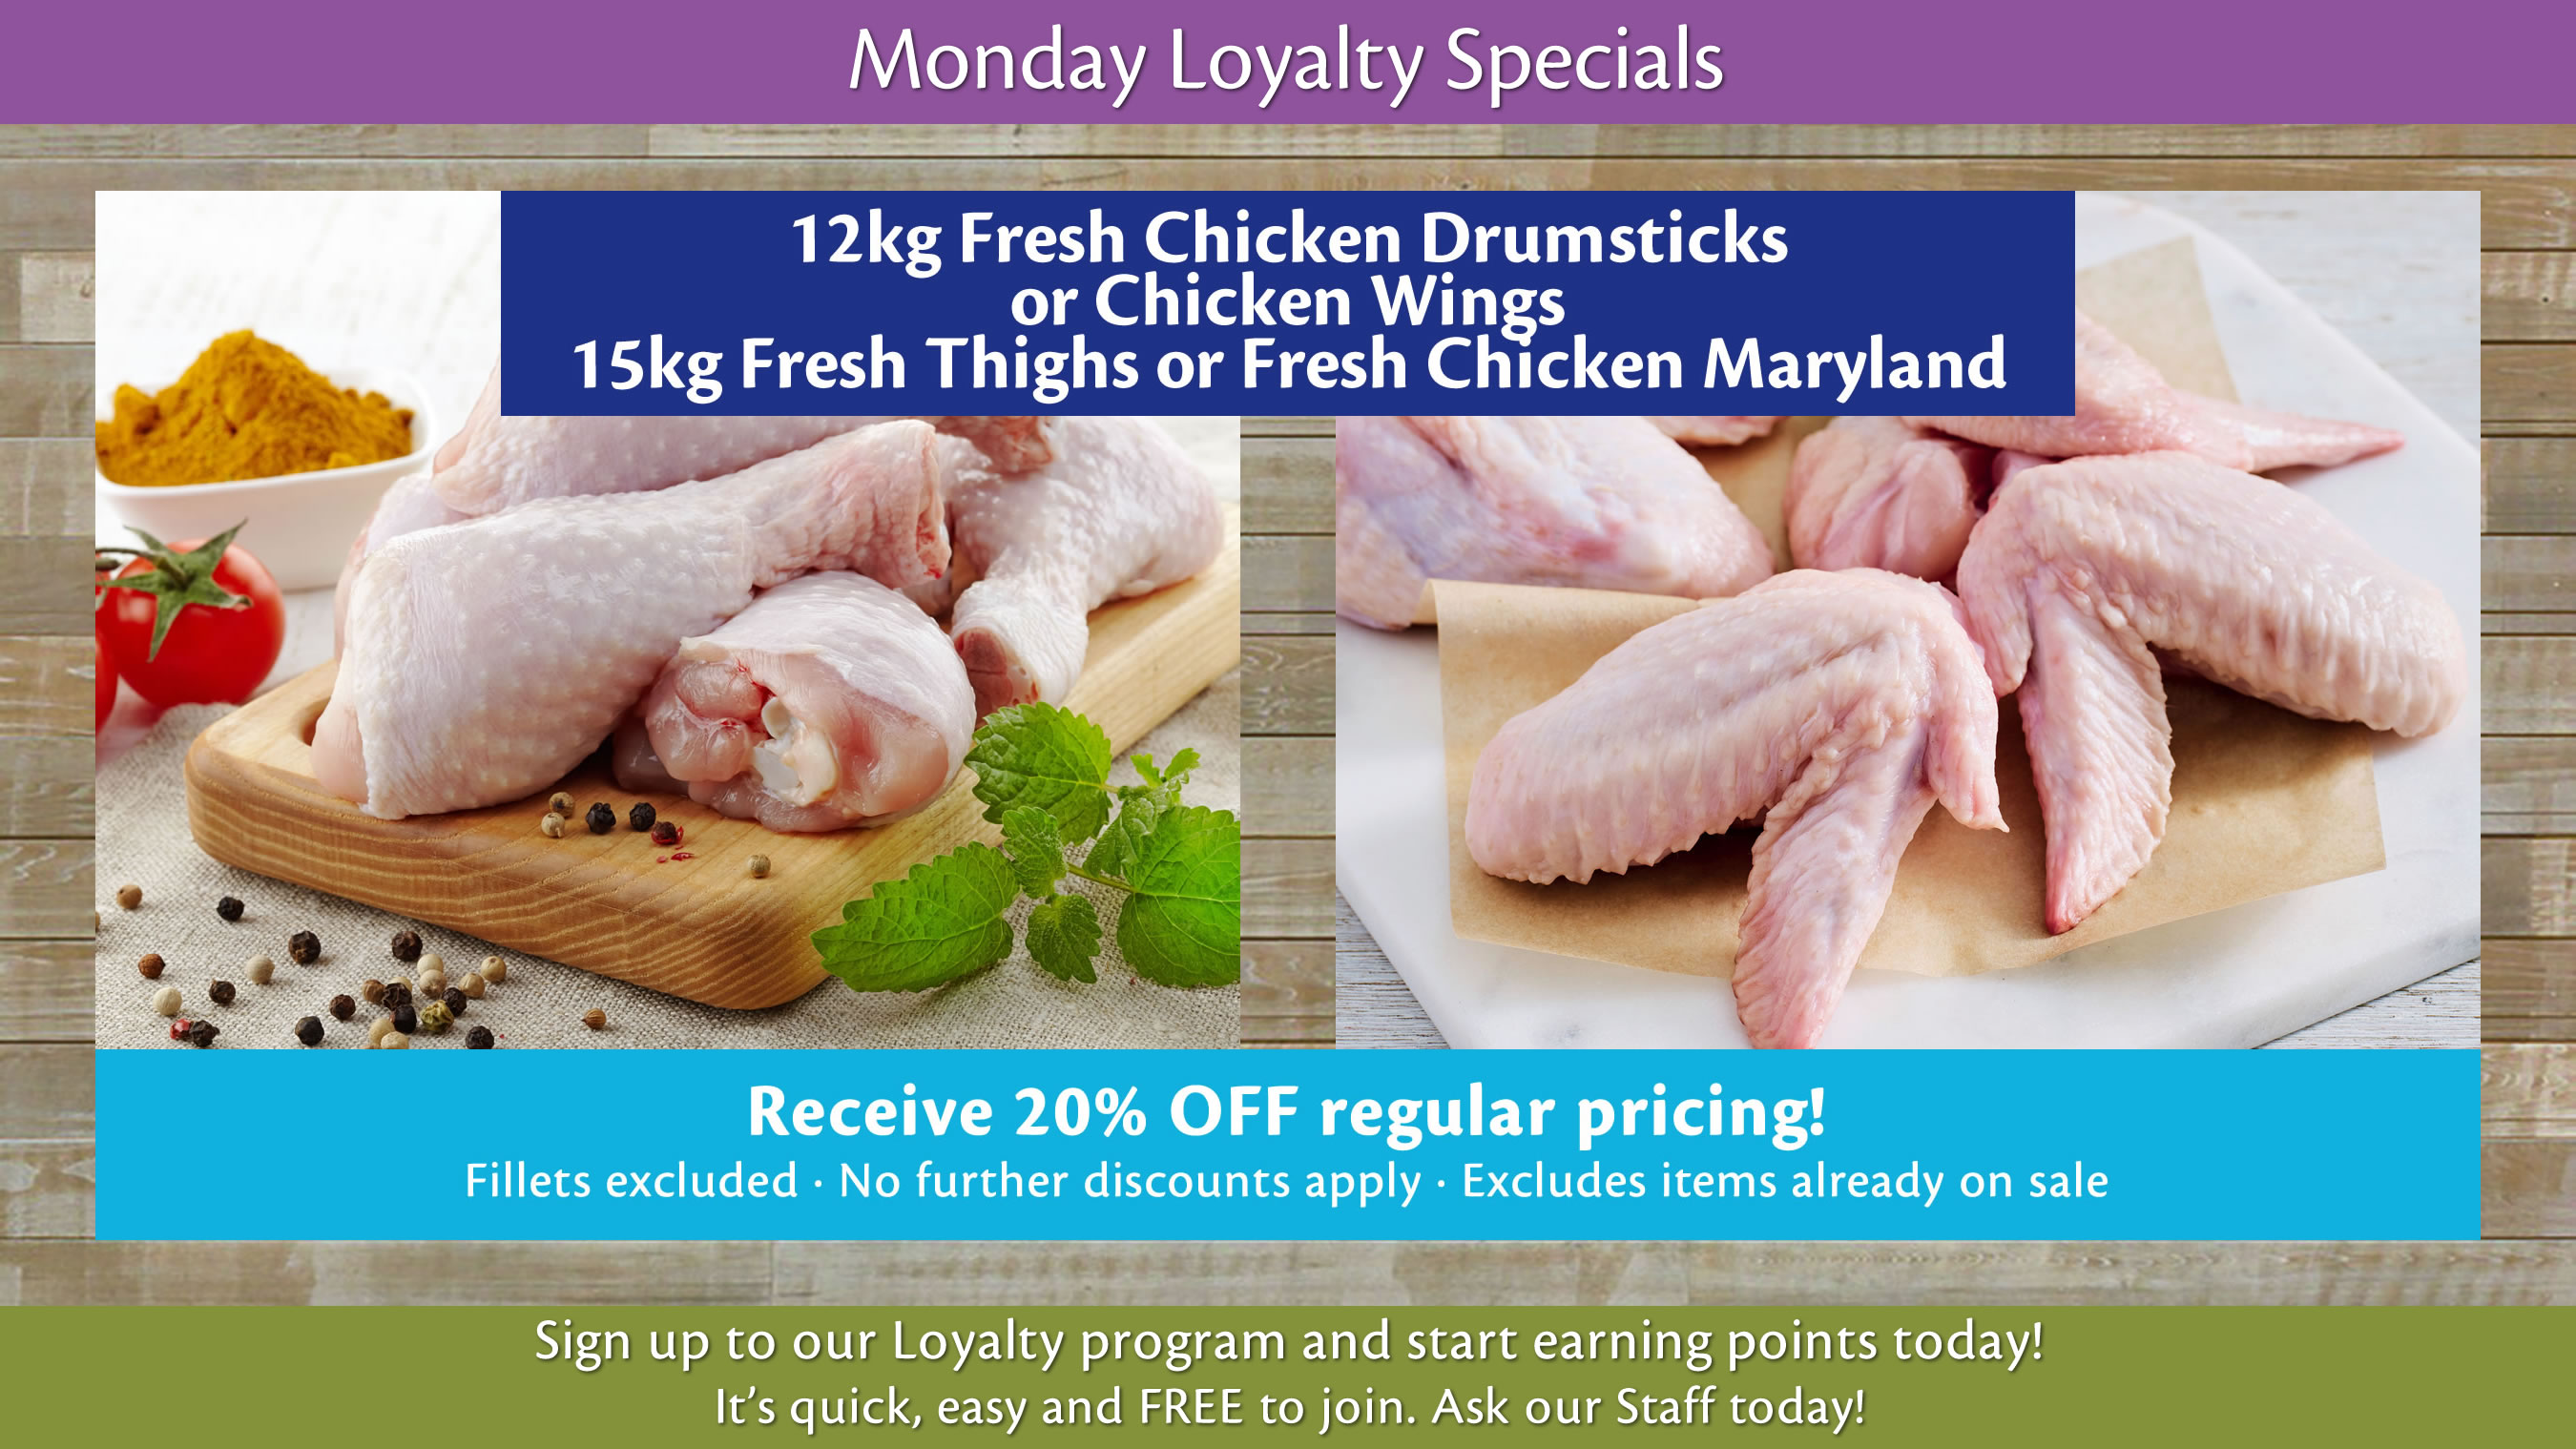 Monday Loyalty Specials
12kg Fresh Chicken Drumsticks
or Chicken Wings
15kg Fresh Thighs or Fresh Chicken Maryland
Receive 20% OFF regular pricing!
Fillets excluded · No further discounts apply · Excludes items already on sale
Sign up to our Loyalty program and start earning points today!
It’s quick, easy and FREE to join. Ask our Staff today!